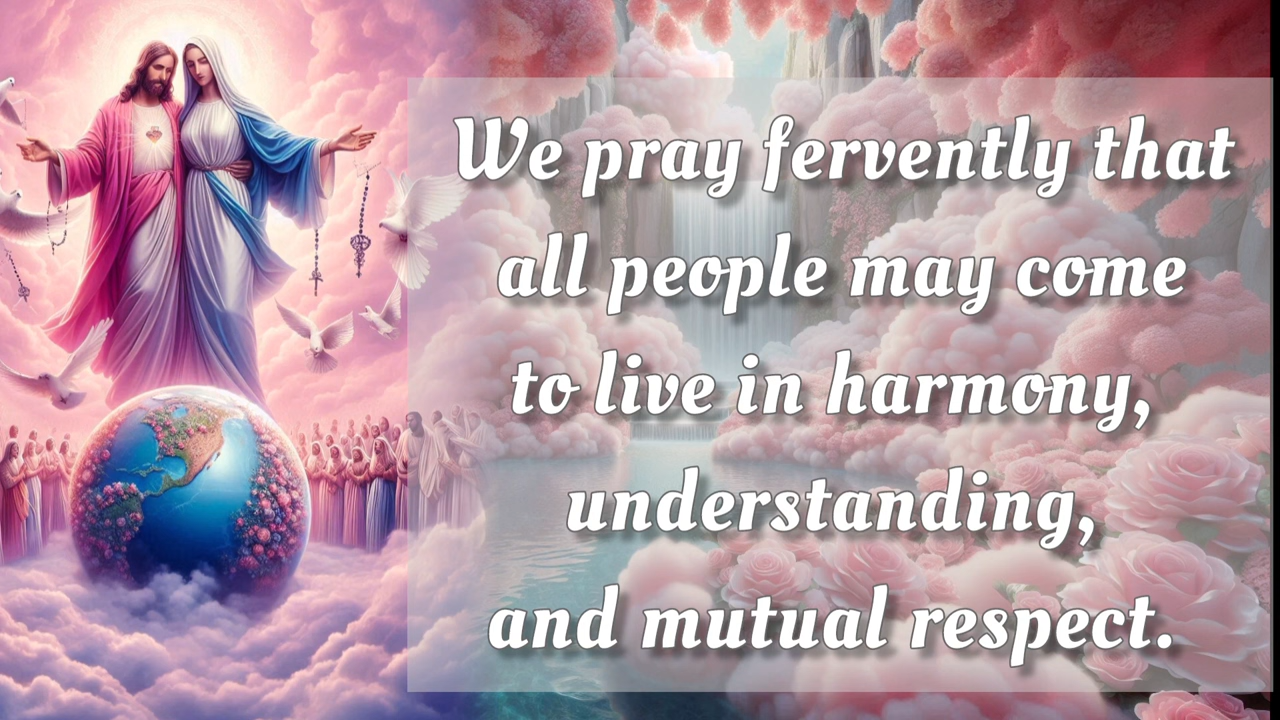 We pray fervently that
all people may come
to live in harmony,
understanding,
and mutual respect.